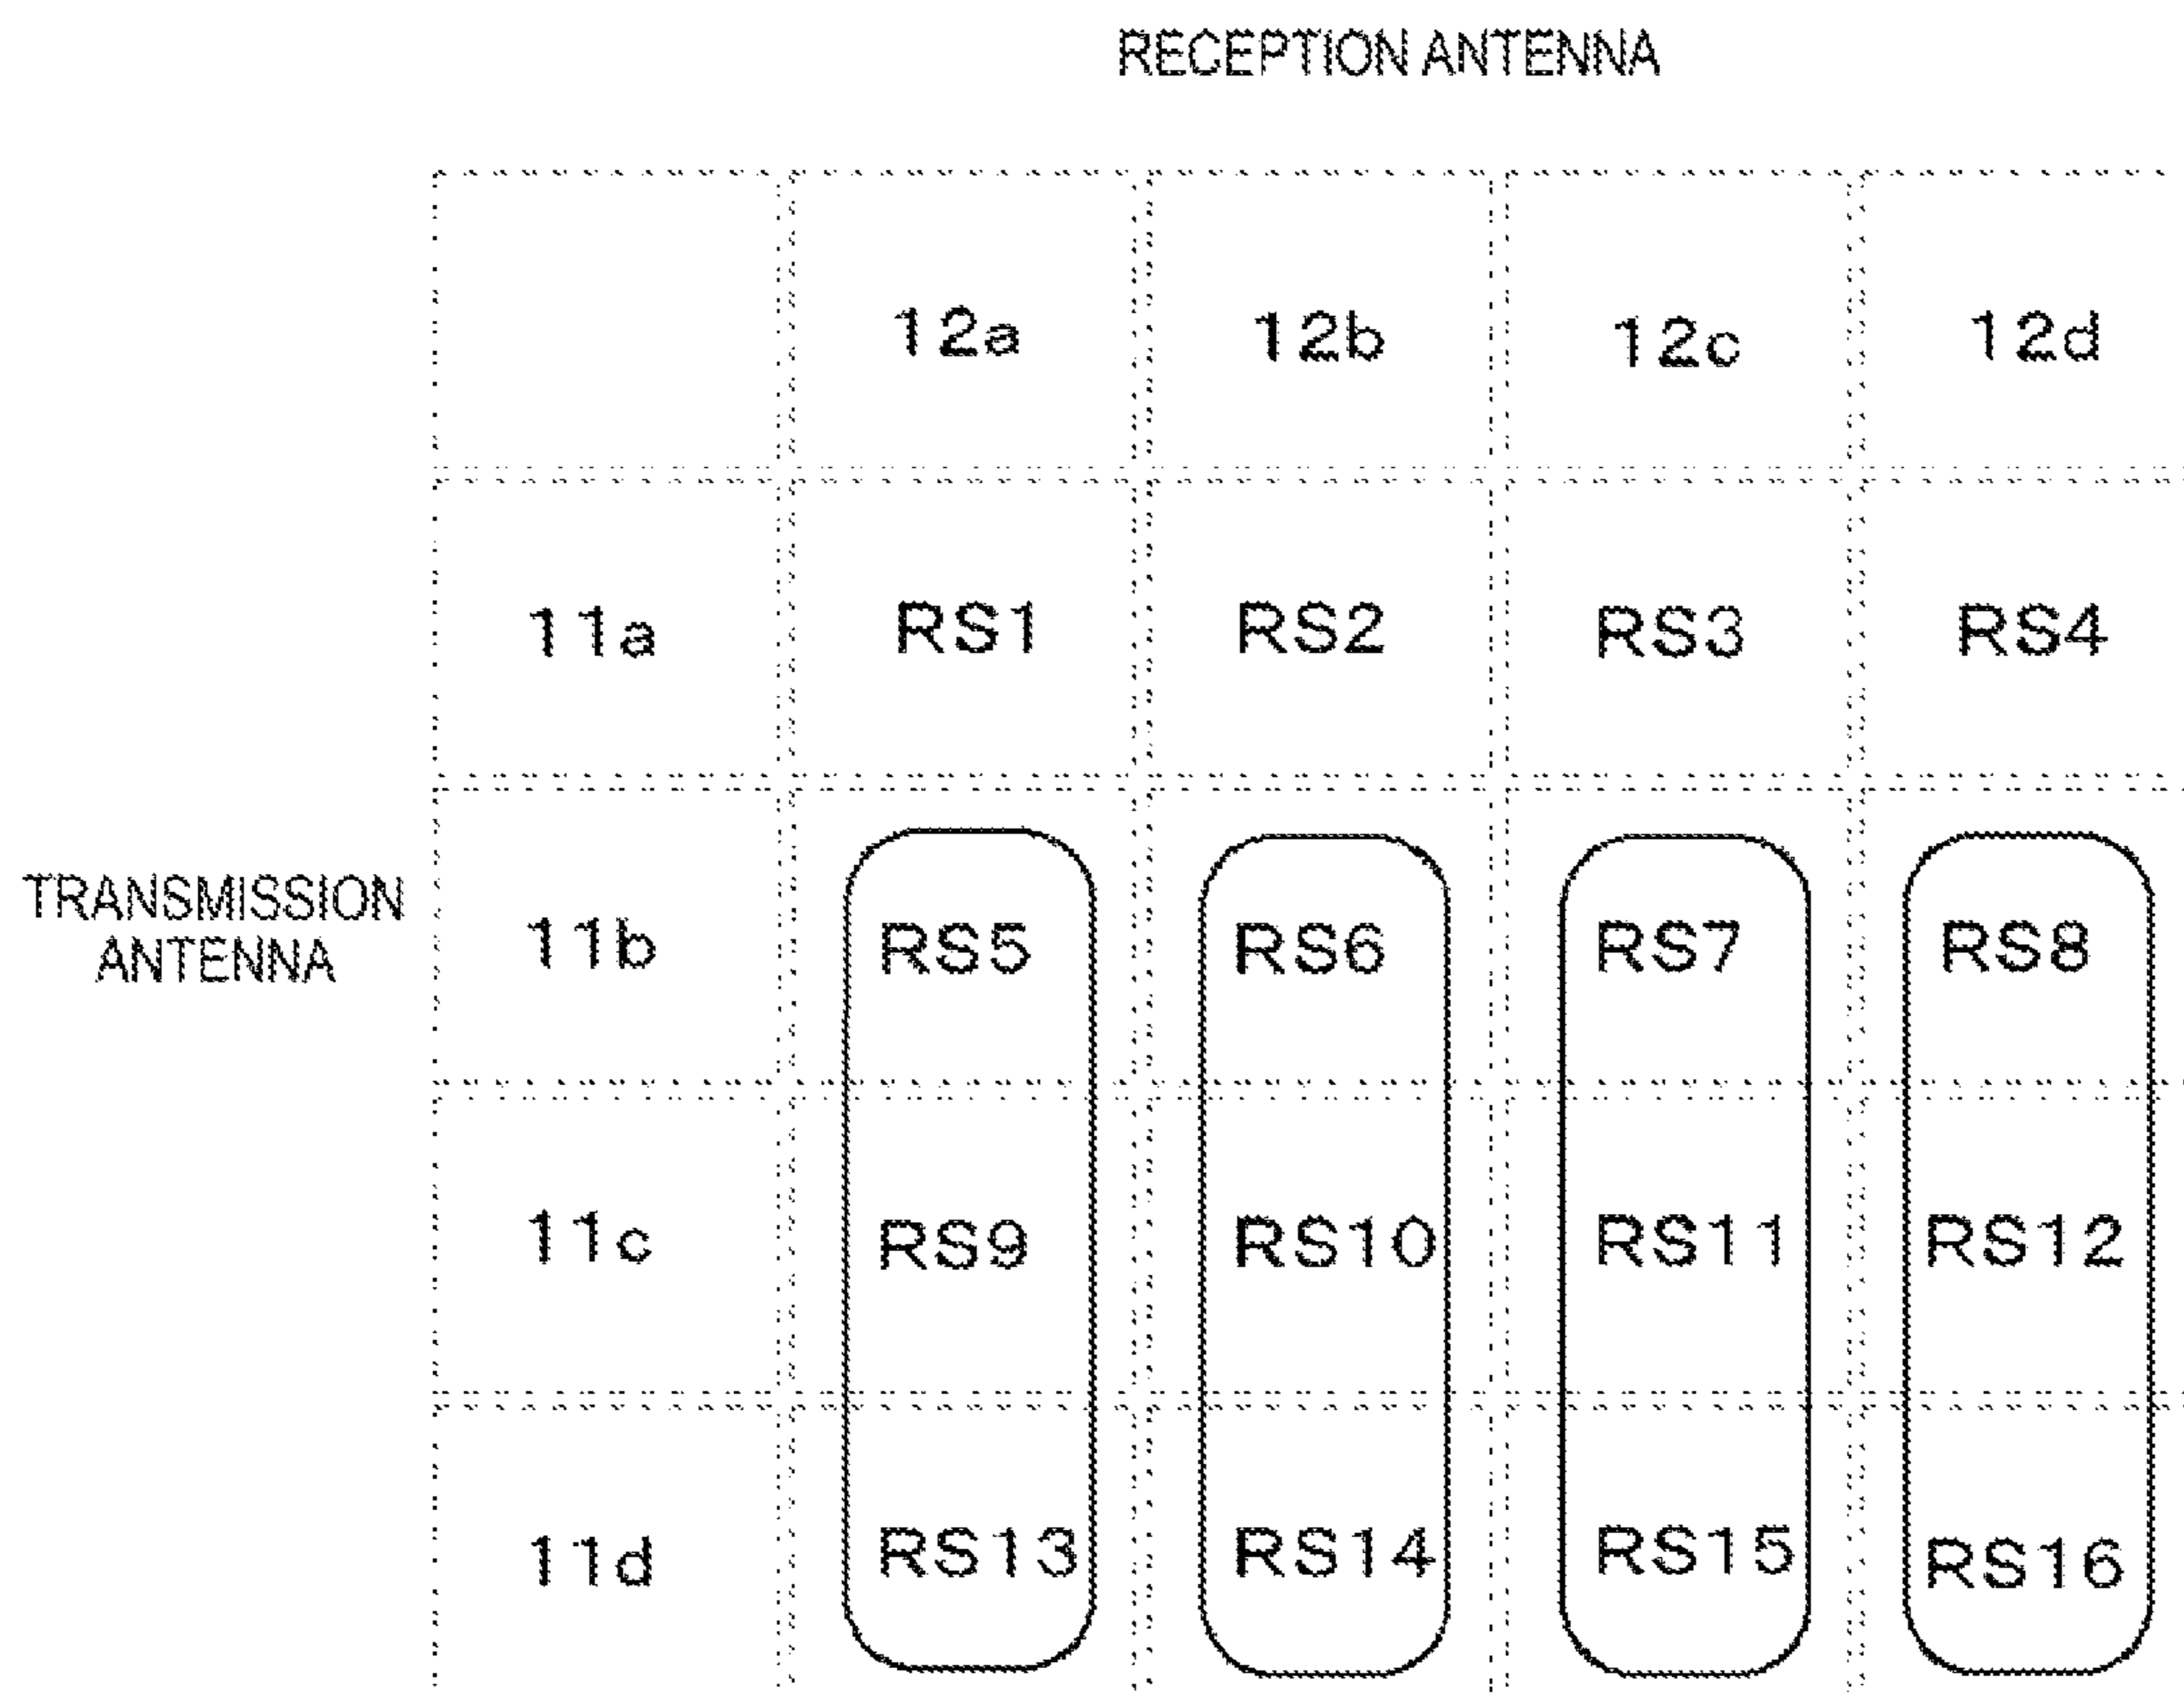 RECEPTION ANTENNA
12a 12b 12c 12d
11a RS1 RS2 RS3 RS4
TRANSMISSION
ANTENNA
11b RS5 RS6 RS7 RS8
11c RS9 RS10 RS11 RS12
11d RS13 RS14 RS15 RS16